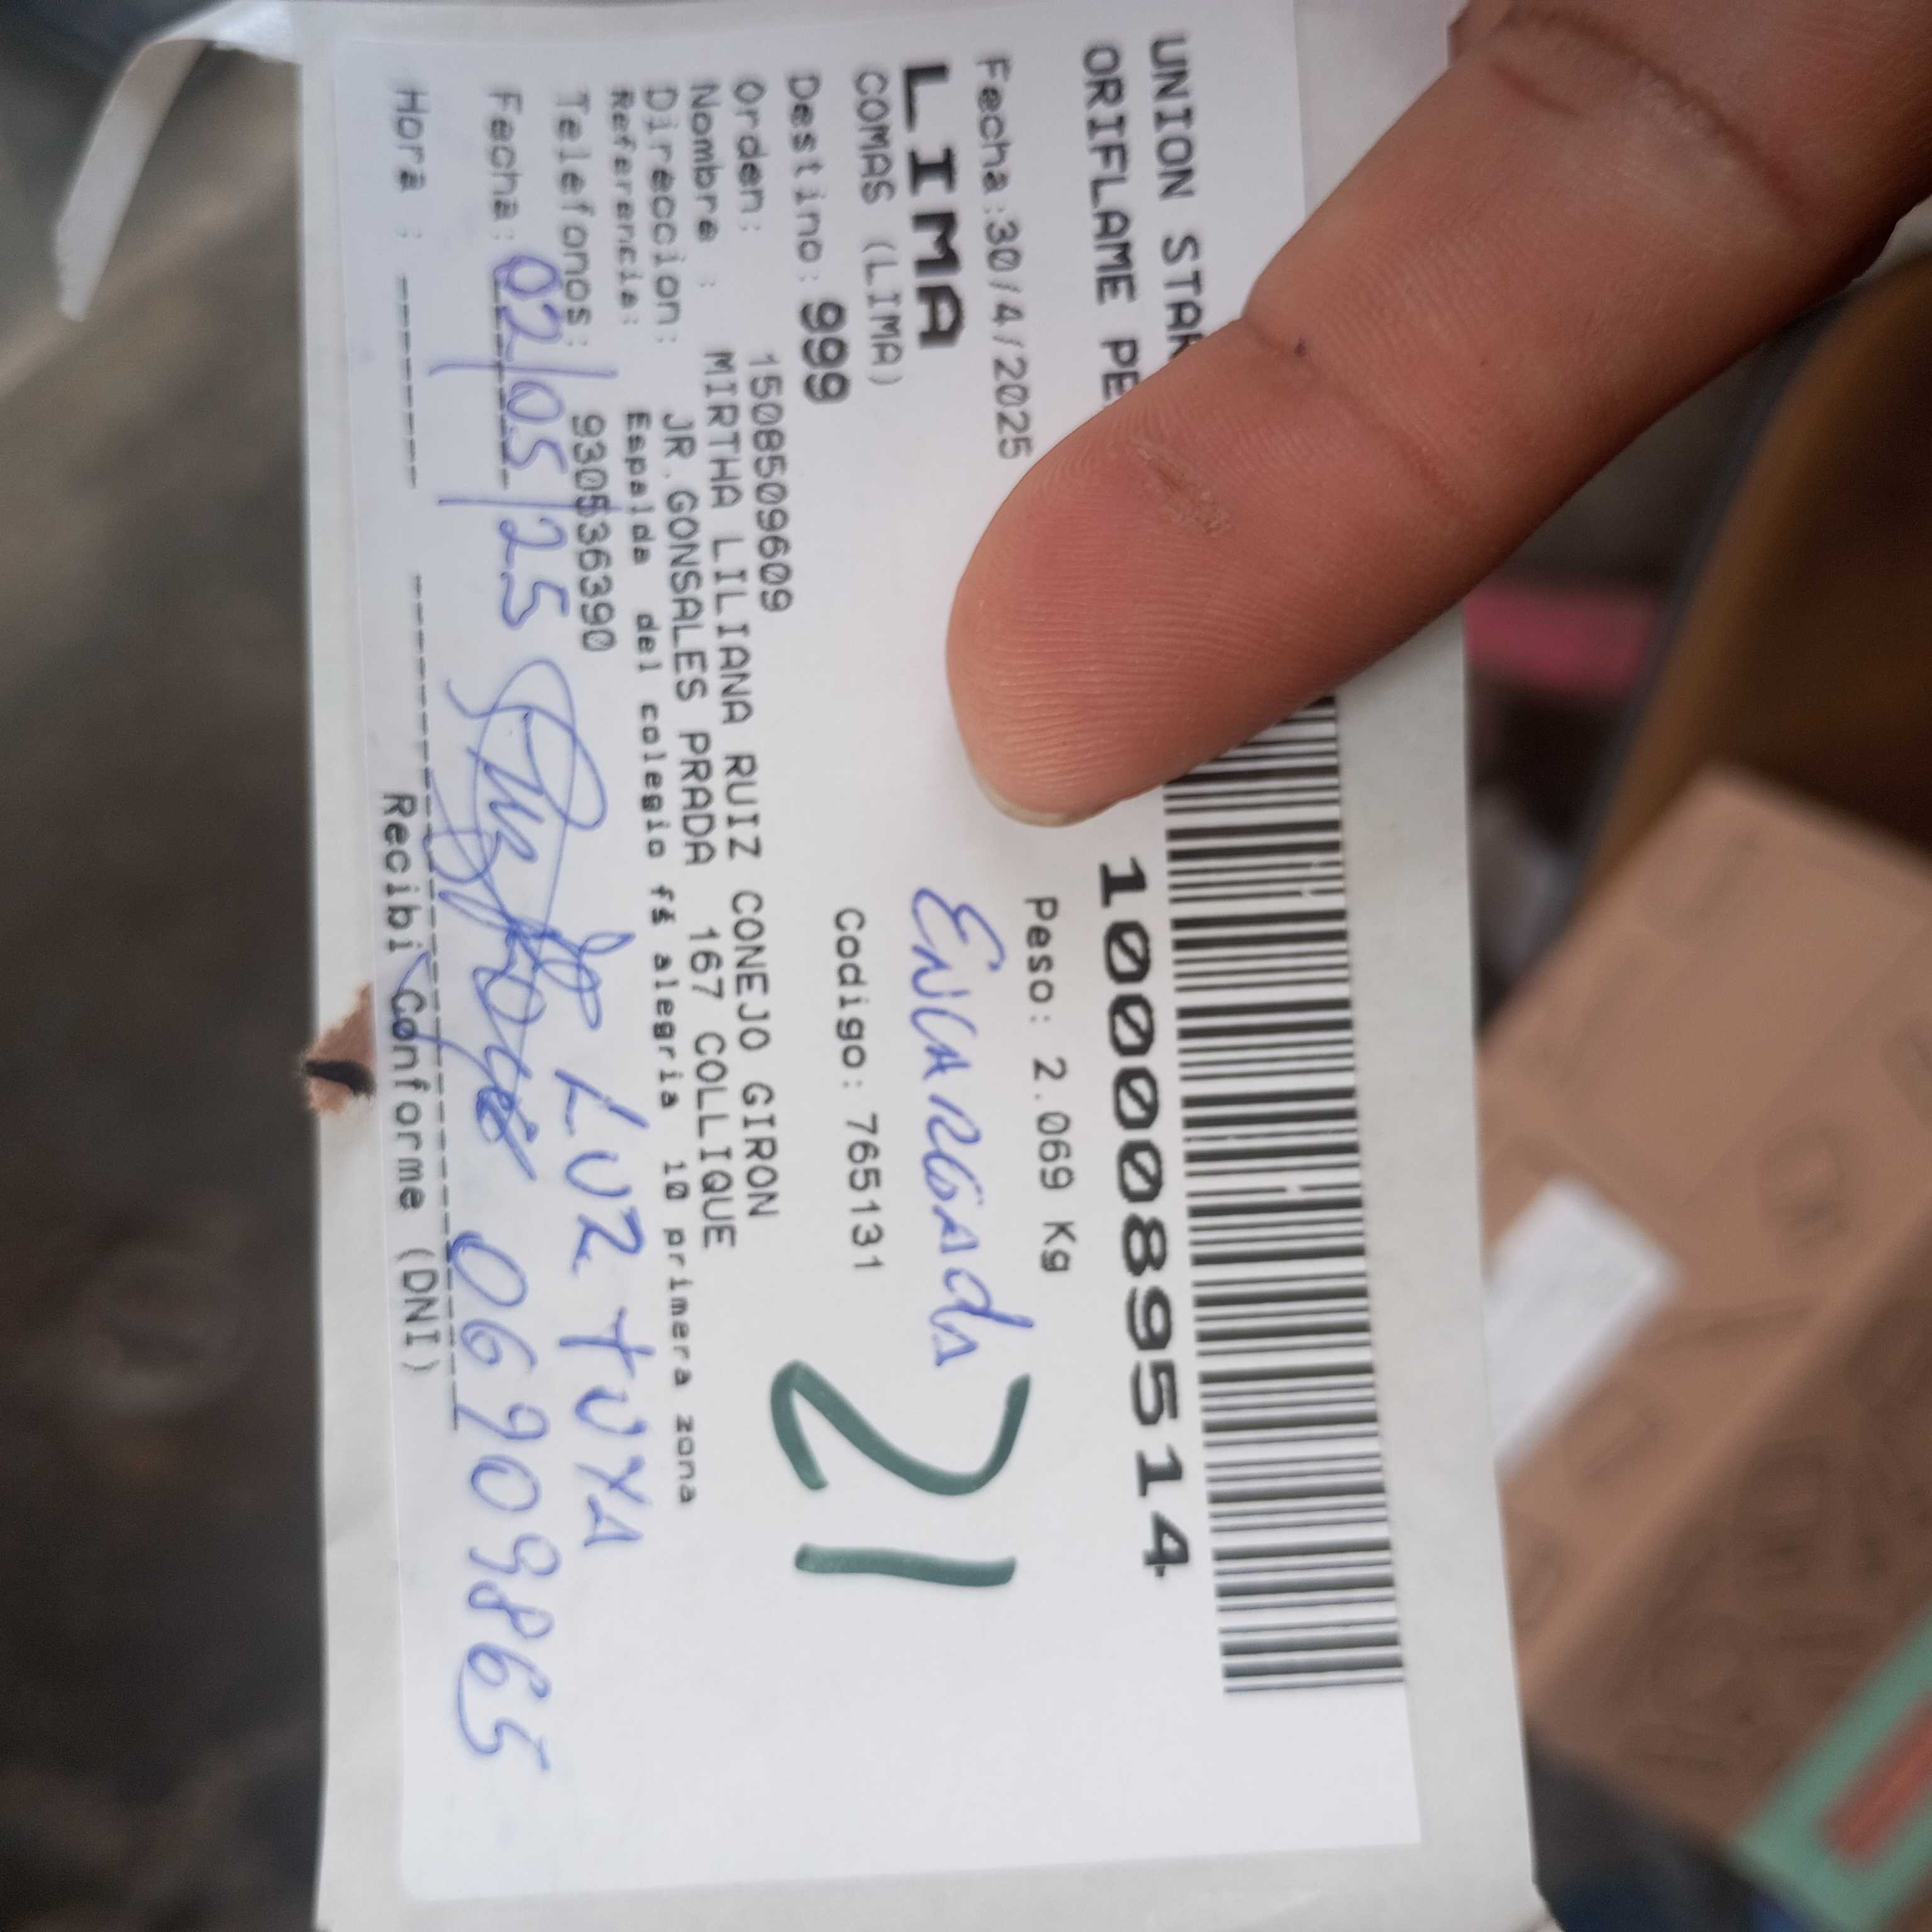 UNION STAR
ORIFLAME PE
1000895514
Fecha:30/4/2025
Peso: 2.069 Kg
LIMA
Encargada
COMAS (LIMA)
Destino: 999
Codigo: 765131
21
Orden: 1508509609
Nombre : MIRTHA LILIANA RUIZ CONEJO GIRON
Direccion: JR.GONSALES PRADA 167 COLLIQUE
Referencia: Espalda del colegio fé alegria 10 primera zona
Telefonos: 930536390
LUZ TUYA
Fecha: 02/05/25
06909865
Hora :
Recibi Conforme (DNI)